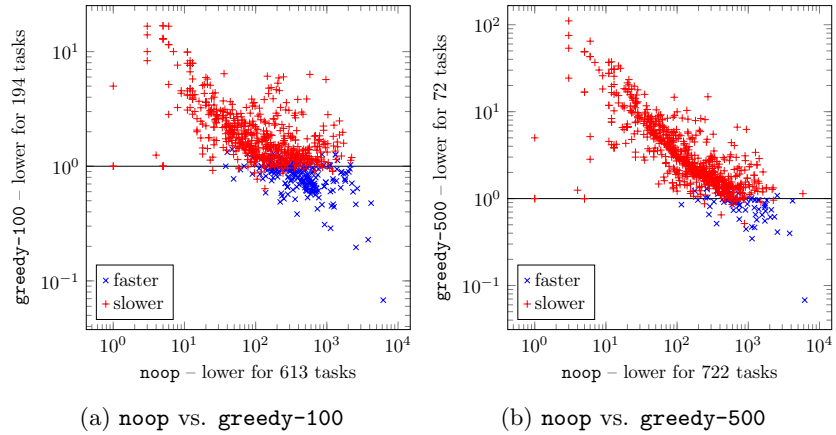 greedy-100 – lower for 194 tasks
10^1
10^0
10^−1
faster
slower
10^0 10^1 10^2 10^3 10^4
noop – lower for 613 tasks
(a) noop vs. greedy-100
greedy-500 – lower for 72 tasks
10^2
10^1
10^0
10^−1
faster
slower
10^0 10^1 10^2 10^3 10^4
noop – lower for 722 tasks
(b) noop vs. greedy-500